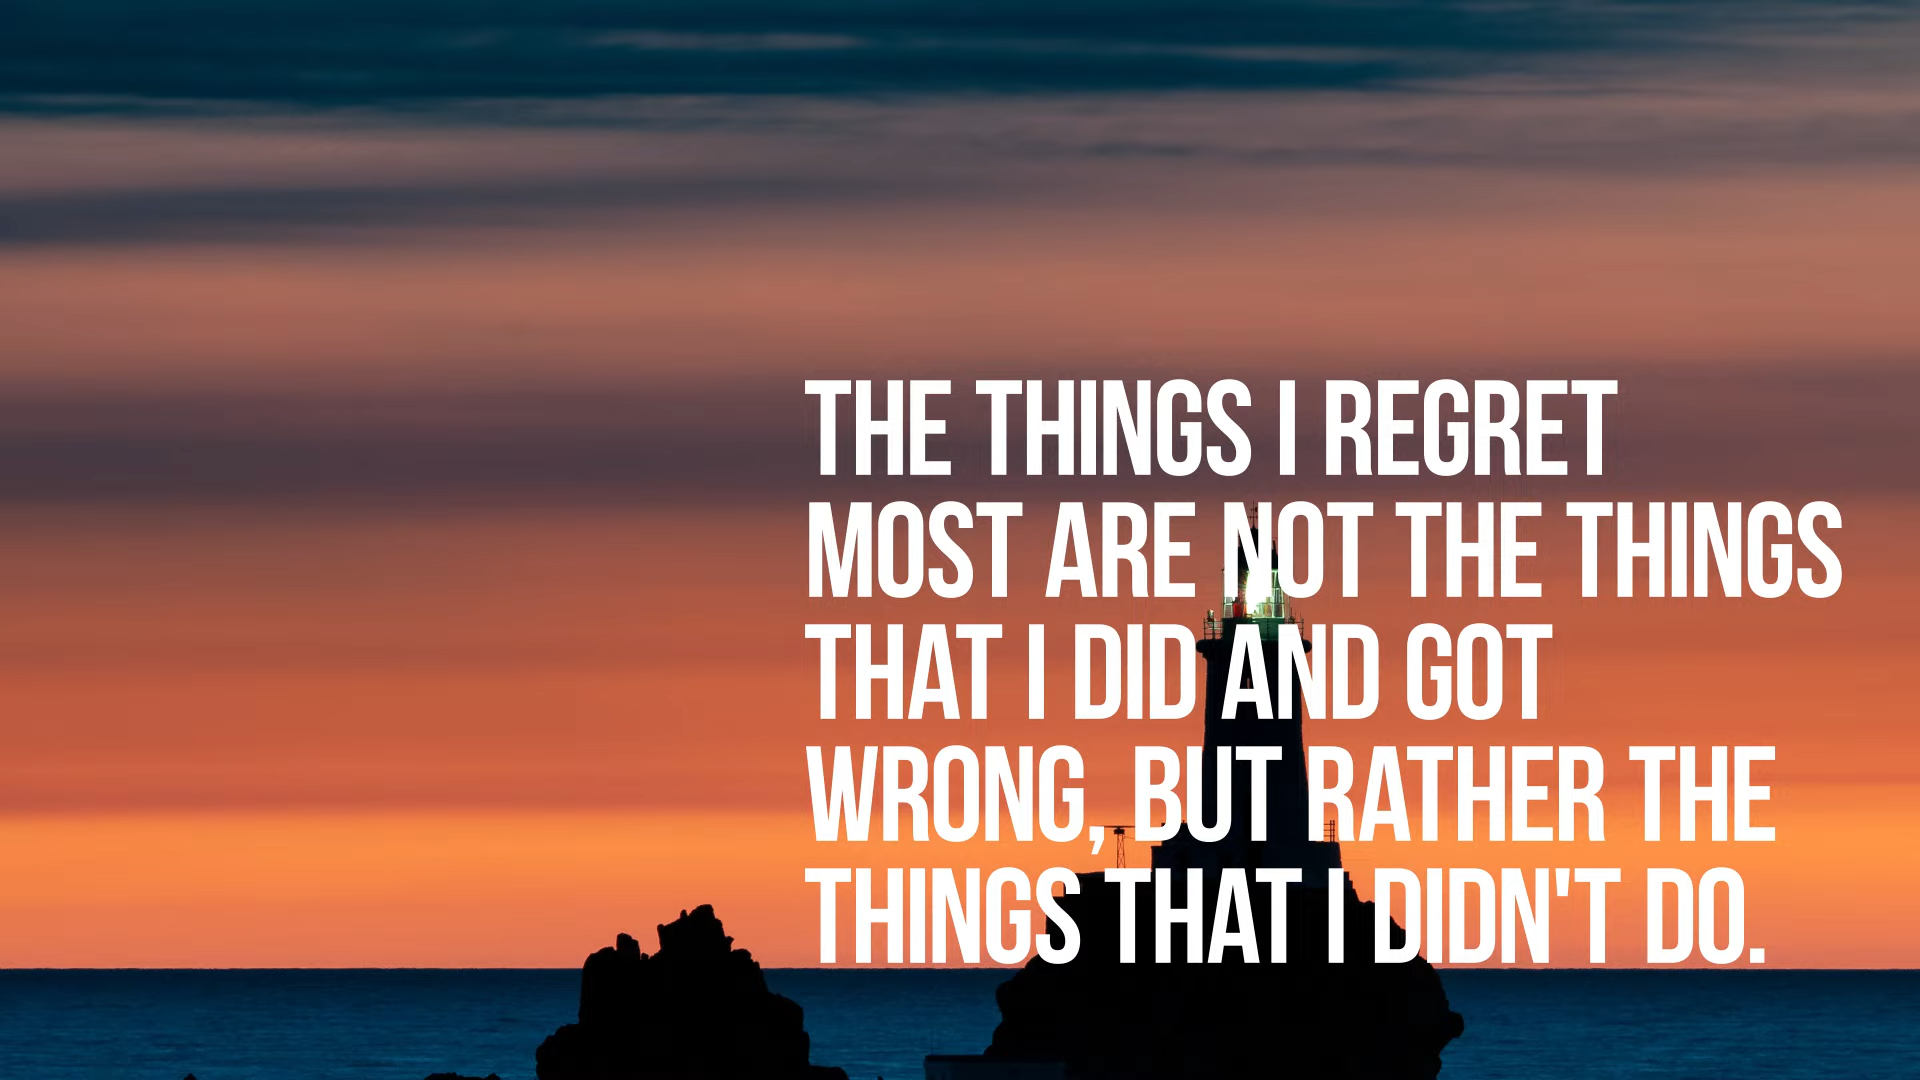 THE THINGS I REGRET
MOST ARE NOT THE THINGS
THAT I DID AND GOT
WRONG, BUT RATHER THE
THINGS THAT I DIDN'T DO.